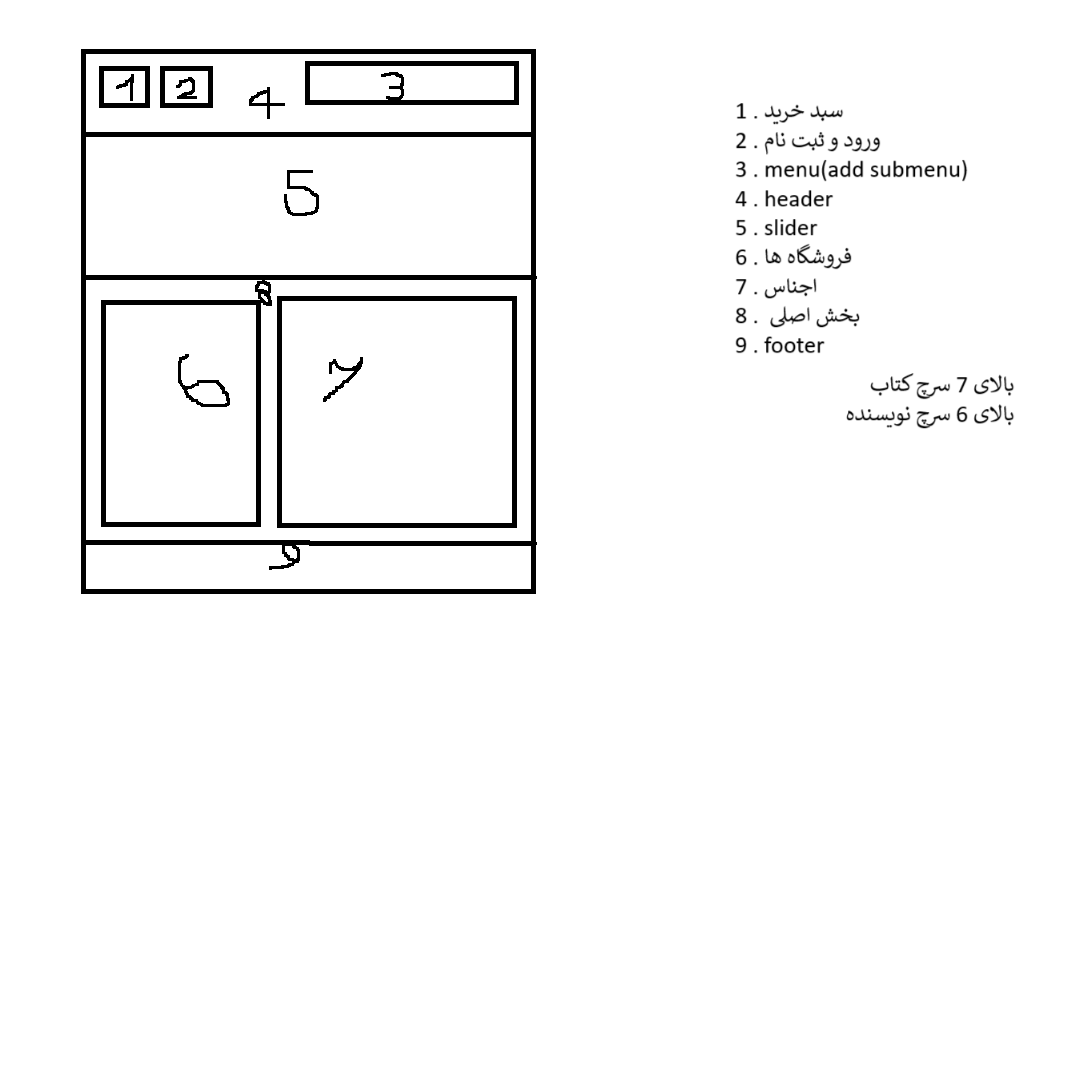 1 2 4 3
5
8
6 7
9
1 . سبد خرید
2 . ورود و ثبت نام
3 . menu(add submenu)
4 . header
5 . slider
6 . فروشگاه ها
7 . اجناس
8 . بخش اصلی
9 . footer
بالای 7 سرچ کتاب
بالای 6 سرچ نویسنده